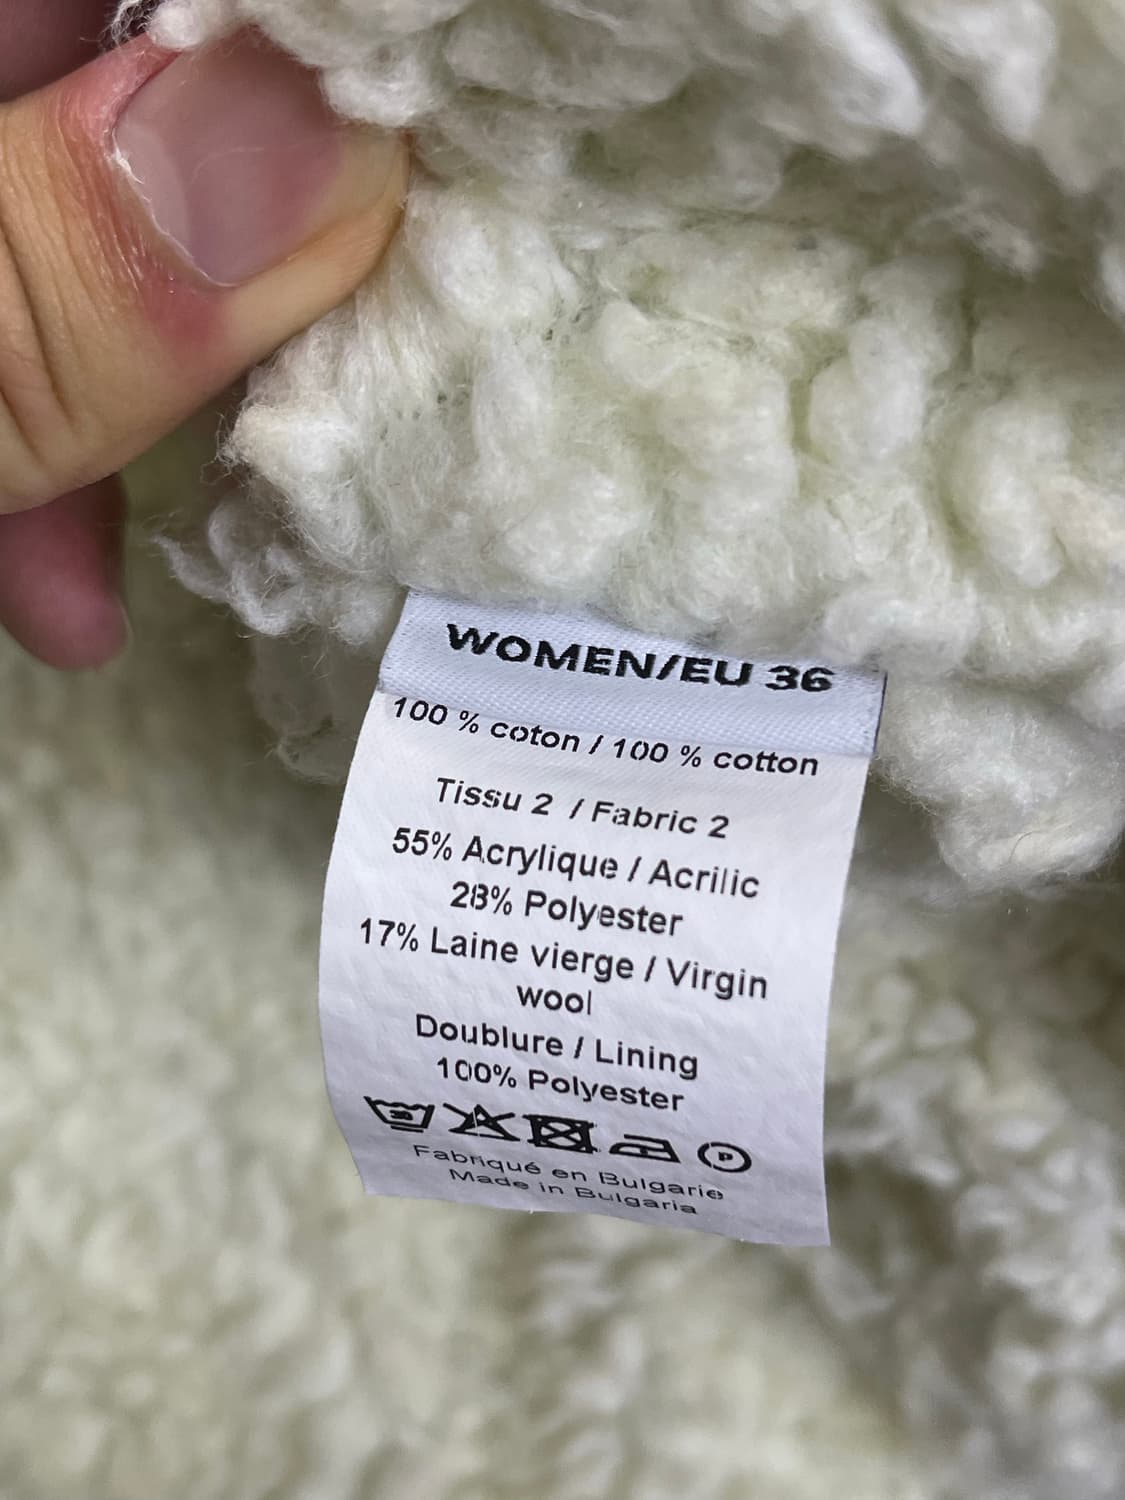 WOMEN/EU 36
100 % coton / 100 % cotton
Tissu 2 / Fabric 2
55% Acrylique / Acrilic
28% Polyester
17% Laine vierge / Virgin
wool
Doublure / Lining
100% Polyester
30 P
Fabriqué en Bulgarie
Made in Bulgaria